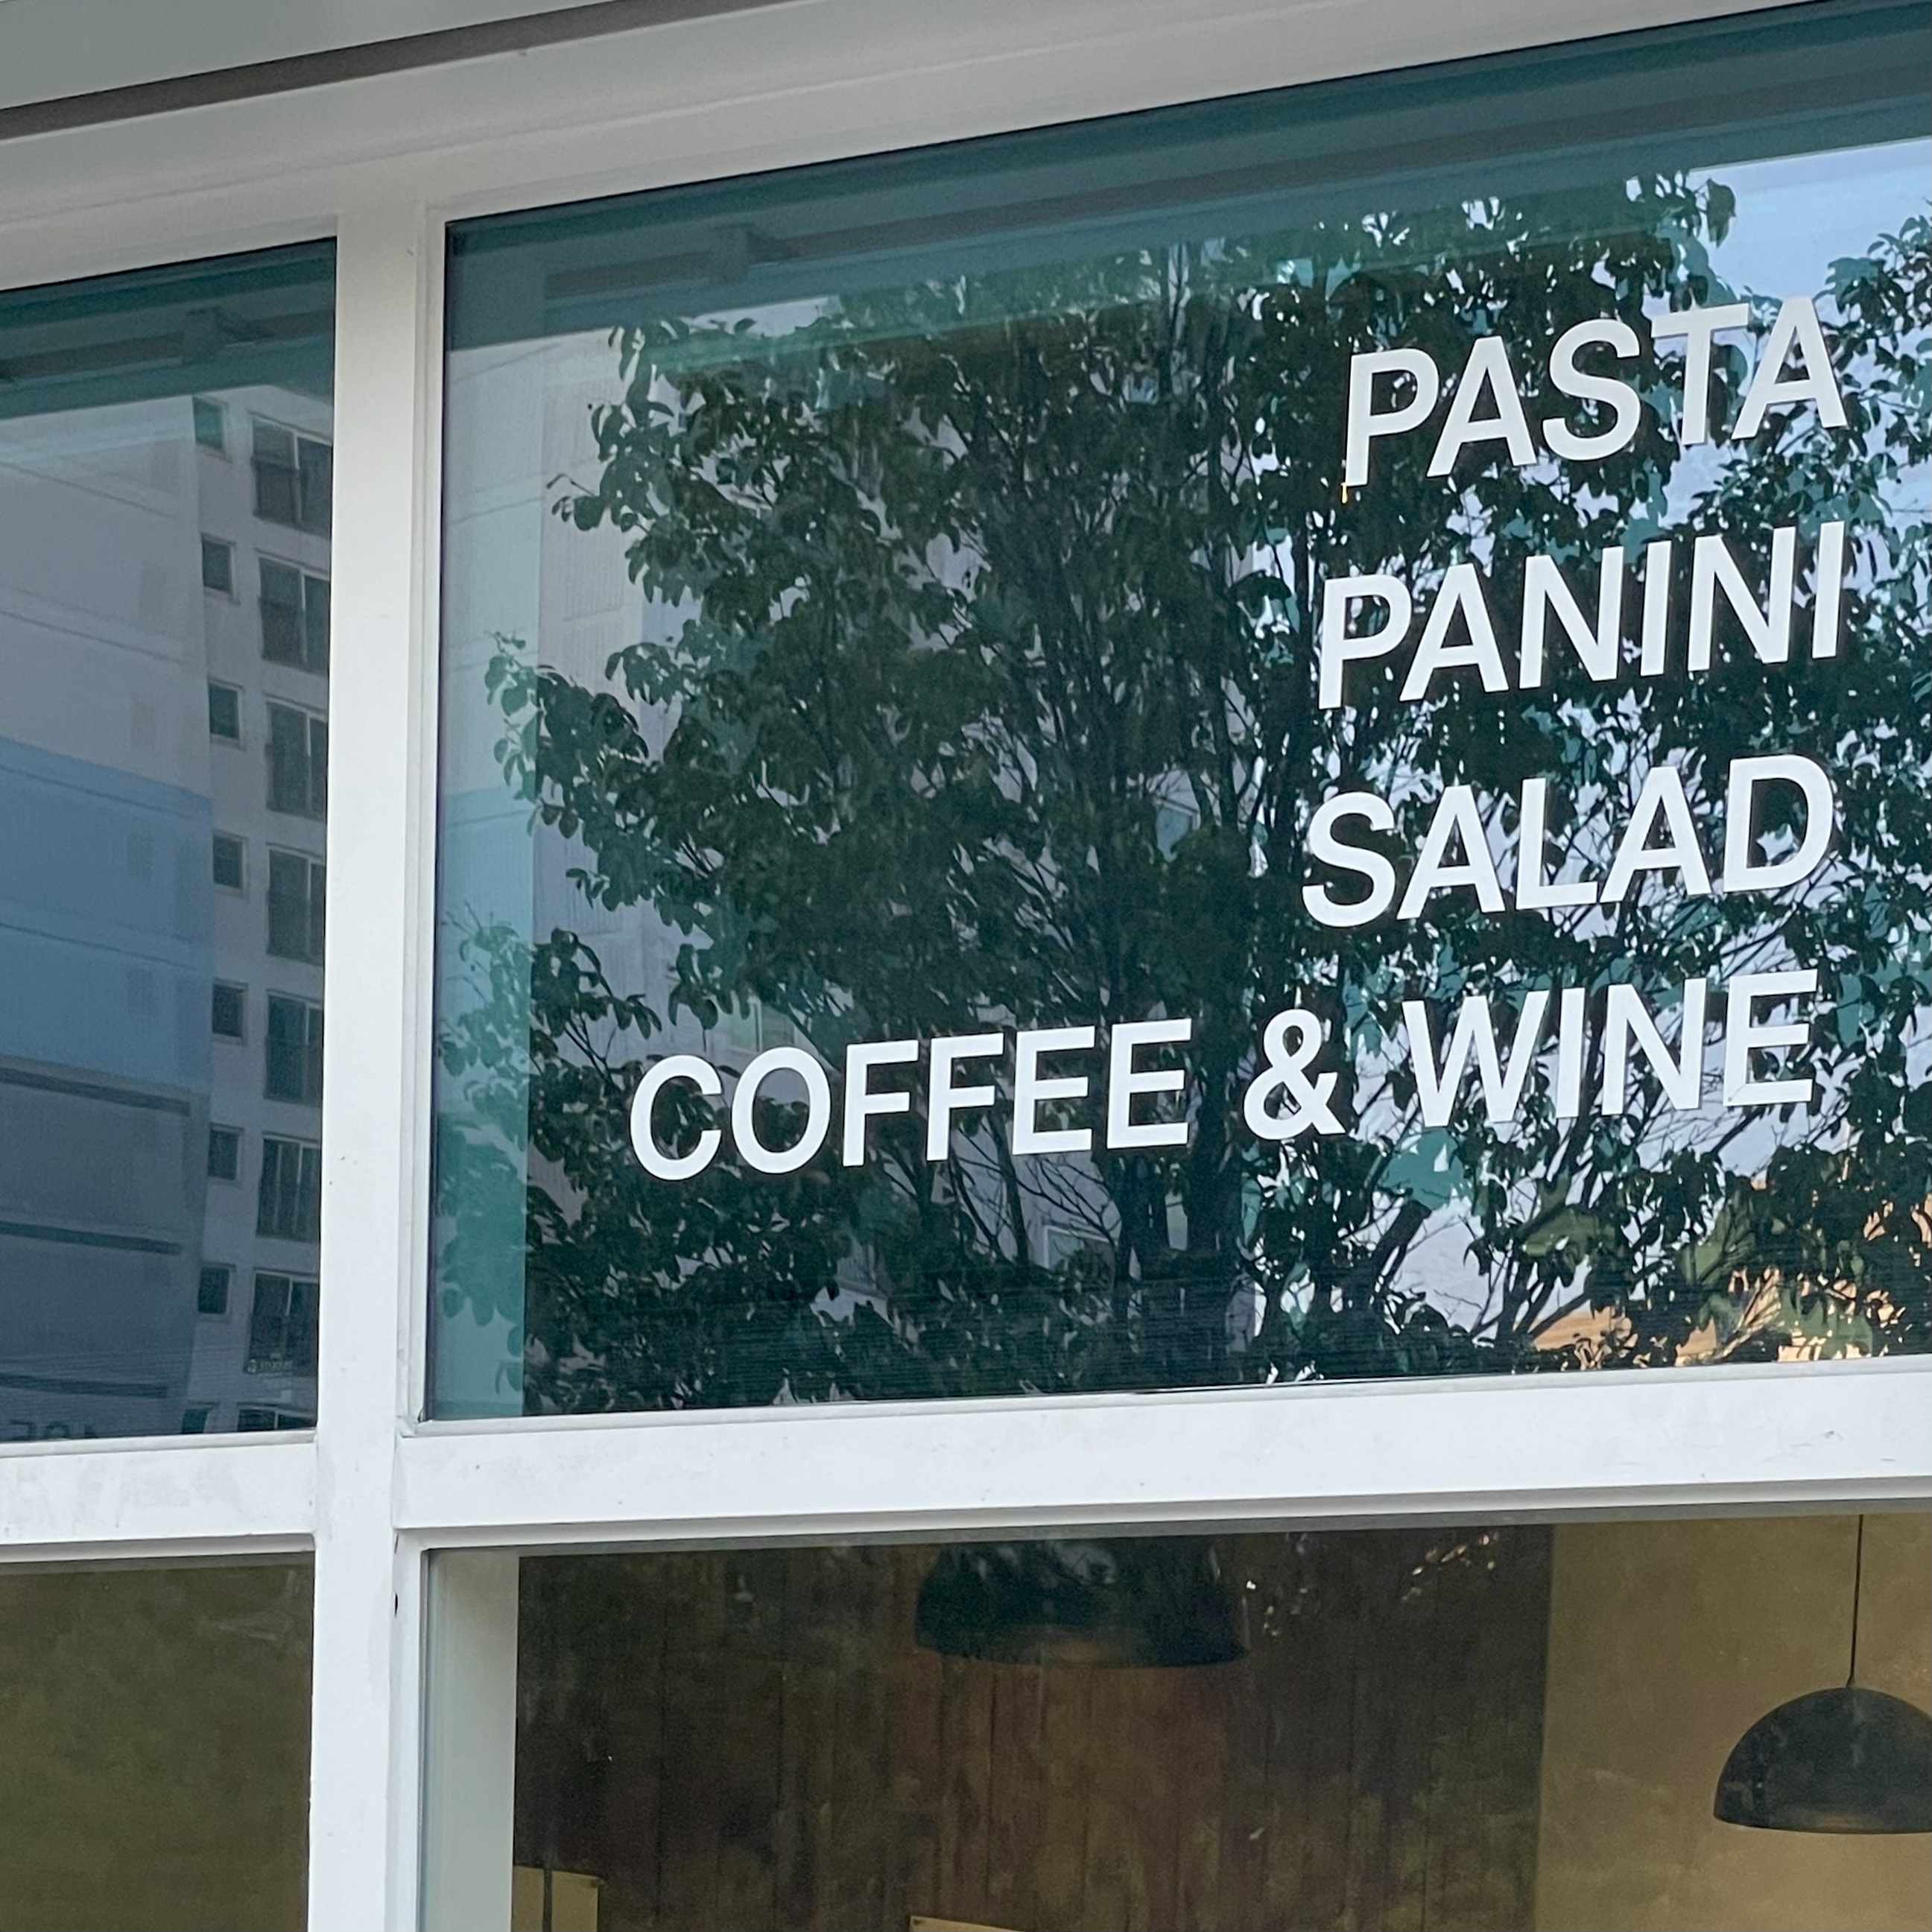 PASTA
PANINI
SALAD
COFFEE & WINE